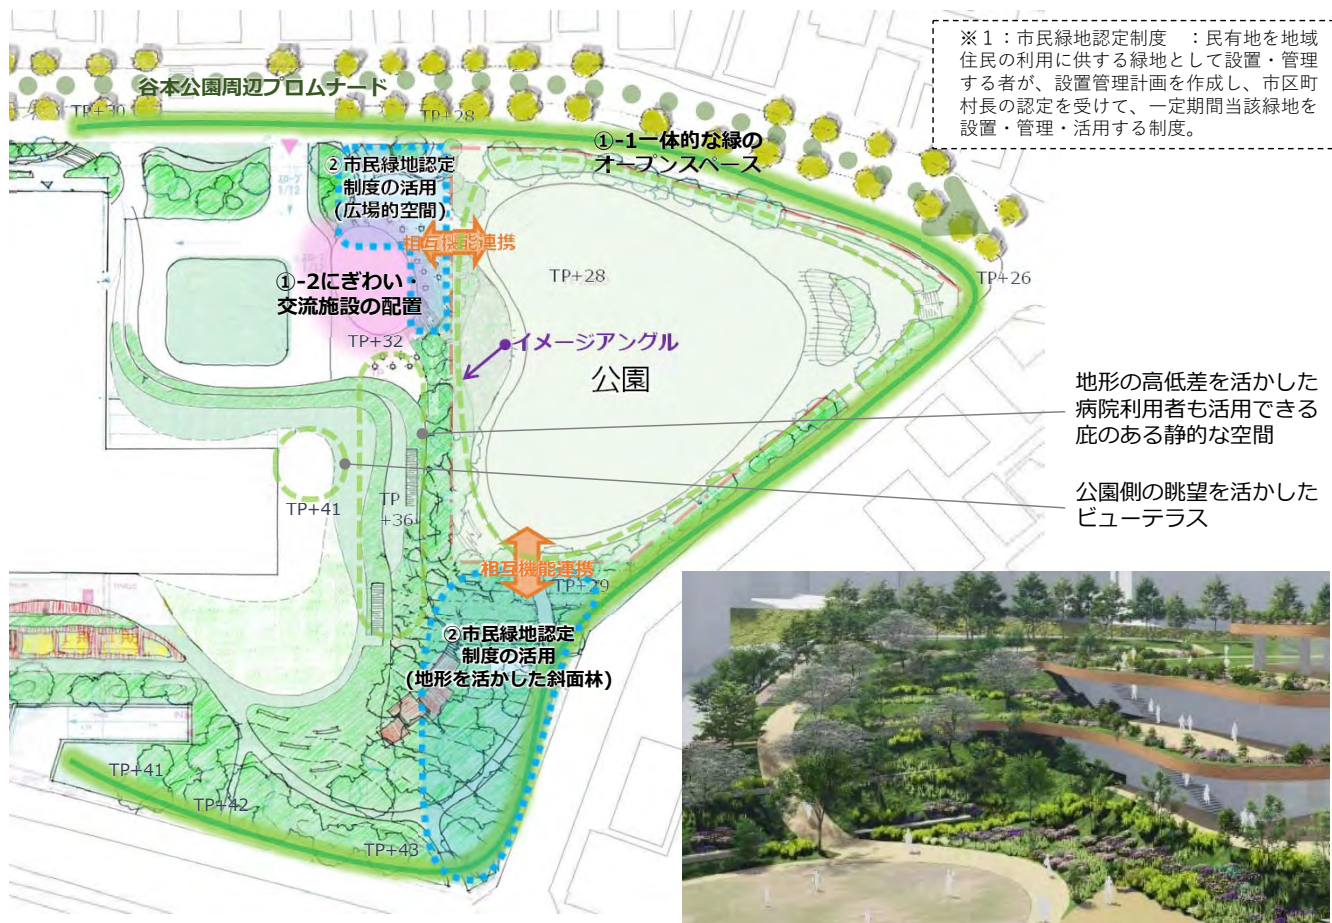 ※１：市民緑地認定制度　：民有地を地域
住民の利用に供する緑地として設置・管理
する者が、設置管理計画を作成し、市区町
村長の認定を受けて、一定期間当該緑地を
設置・管理・活用する制度。
谷本公園周辺プロムナード
TP+30
TP+28
①-1一体的な緑の
オープンスペース
②市民緑地認定
制度の活用
(広場的空間)
スロープ
1/12
相互機能連携
TP+28
TP+26
①-2にぎわい・
交流施設の配置
TP+32
イメージアングル
公園
地形の高低差を活かした
病院利用者も活用できる
庇のある静的な空間
公園側の眺望を活かした
ビューテラス
TP+41
TP
+36
相互機能連携
TP+29
②市民緑地認定
制度の活用
(地形を活かした斜面林)
TP+41
TP+42
TP+43